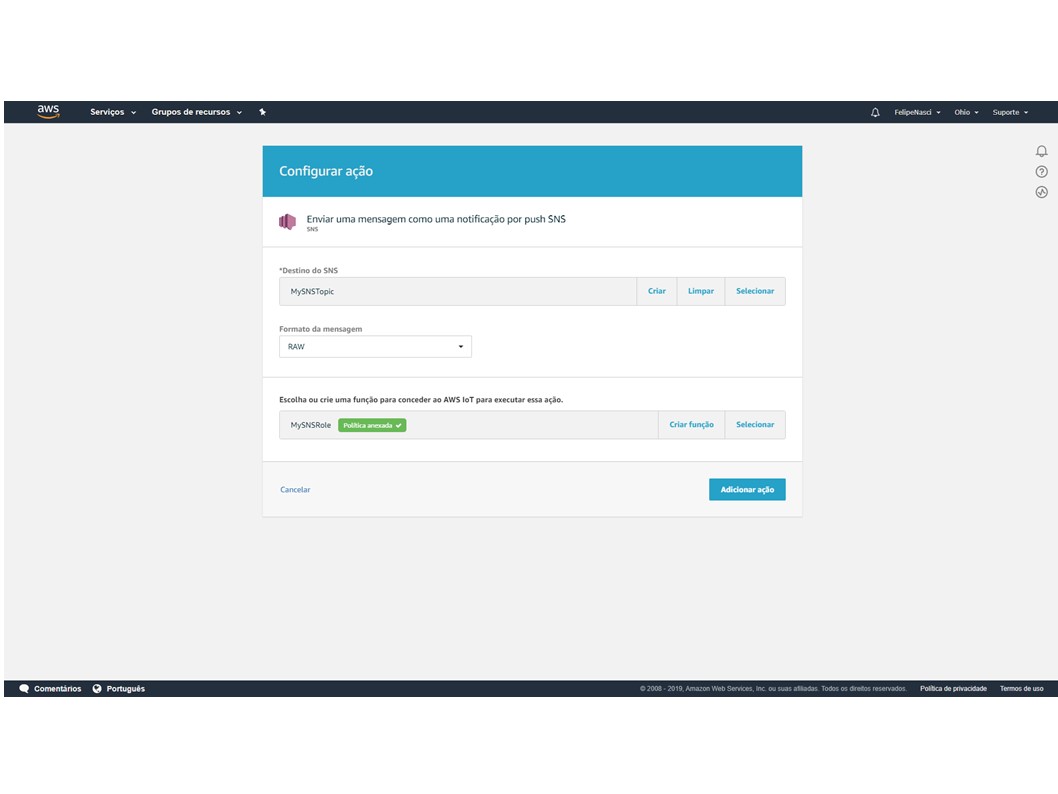 aws Serviços Grupos de recursos FelipeNasci Ohio Suporte
Configurar ação
Enviar uma mensagem como uma notificação por push SNS
SNS
*Destino do SNS
MySNSTopic Criar Limpar Selecionar
Formato da mensagem
RAW
Escolha ou crie uma função para conceder ao AWS IoT para executar essa ação.
MySNSRole Política anexada Criar função Selecionar
Cancelar Adicionar ação
Comentários Português © 2008 - 2019, Amazon Web Services, Inc. ou suas afiliadas. Todos os direitos reservados. Política de privacidade Termos de uso